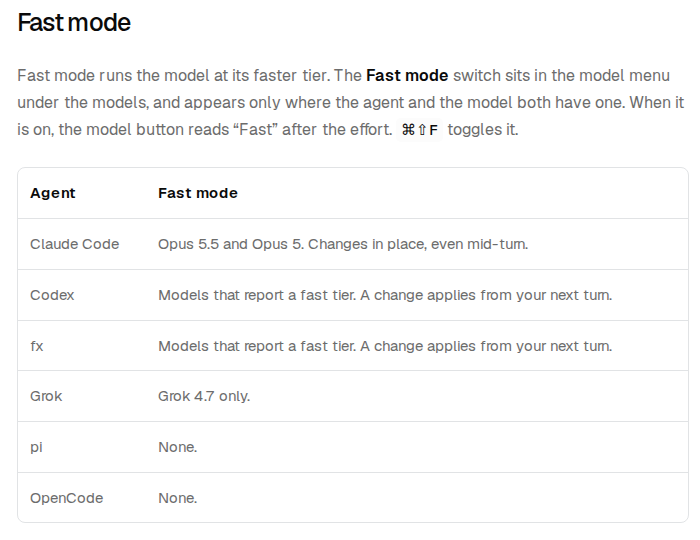 Fast mode
Fast mode runs the model at its faster tier. The Fast mode switch sits in the model menu
under the models, and appears only where the agent and the model both have one. When it
is on, the model button reads “Fast” after the effort. ⌘⇧F toggles it.
Agent Fast mode
Claude Code Opus 5.5 and Opus 5. Changes in place, even mid-turn.
Codex Models that report a fast tier. A change applies from your next turn.
fx Models that report a fast tier. A change applies from your next turn.
Grok Grok 4.7 only.
pi None.
OpenCode None.